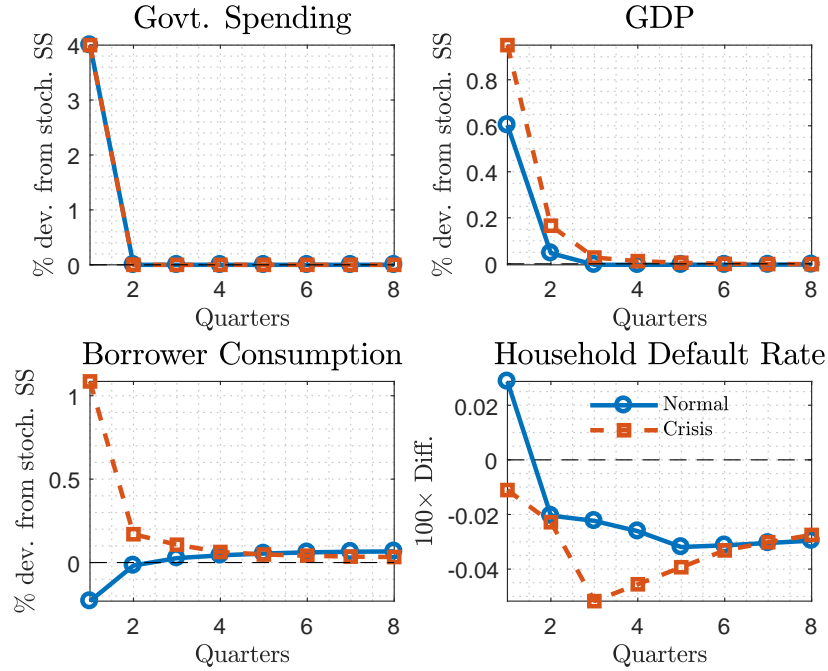 Govt. Spending
% dev. from stoch. SS
4
3
2
1
0
2
4
6
8
Quarters
GDP
% dev. from stoch. SS
0.8
0.6
0.4
0.2
0
2
4
6
8
Quarters
Borrower Consumption
% dev. from stoch. SS
1
0.5
0
2
4
6
8
Quarters
Household Default Rate
100× Diff.
0.02
0
-0.02
-0.04
2
4
6
8
Quarters
Normal
Crisis